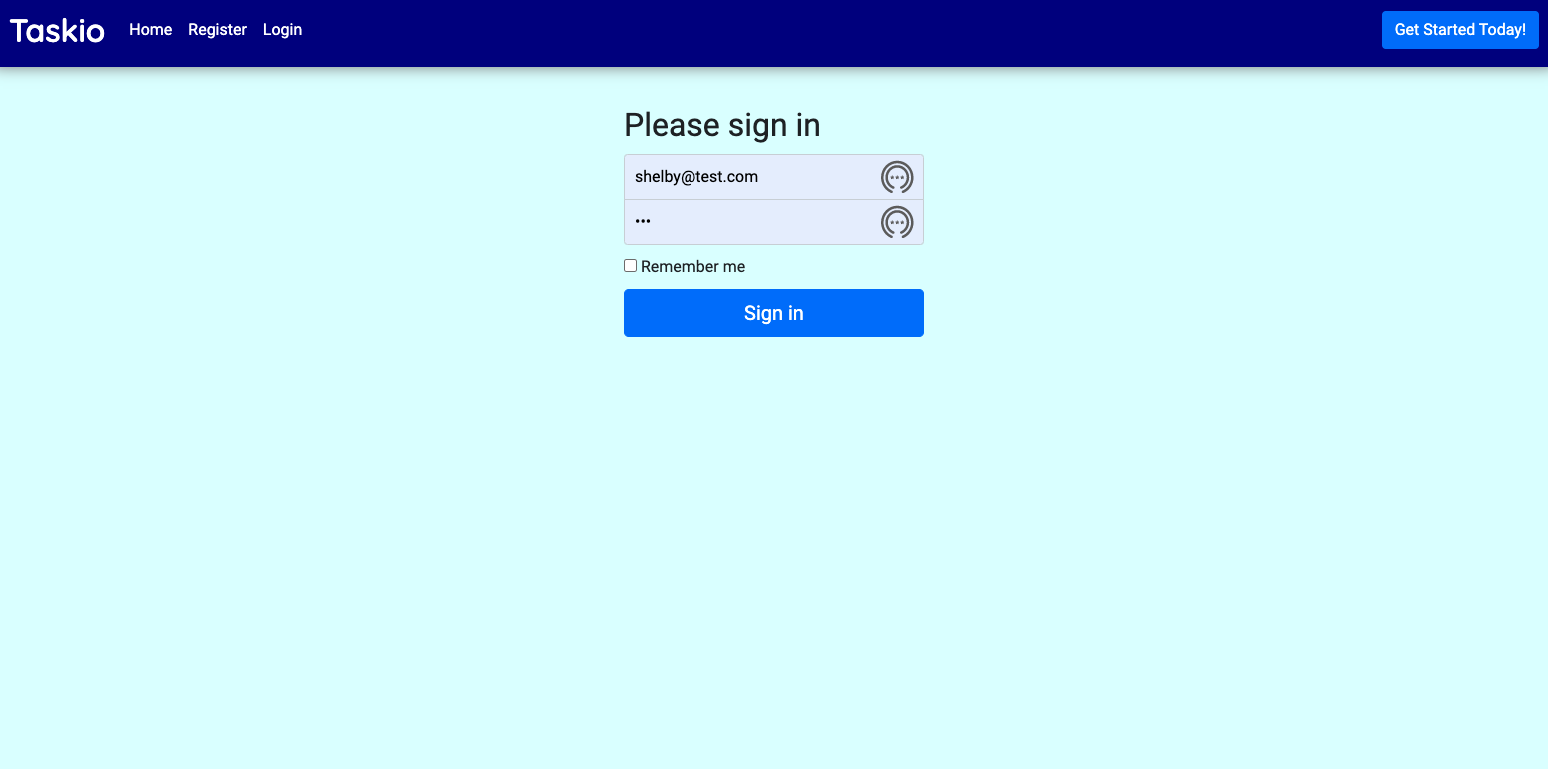 Taskio Home Register Login Get Started Today!
Please sign in
shelby@test.com
•••
Remember me
Sign in